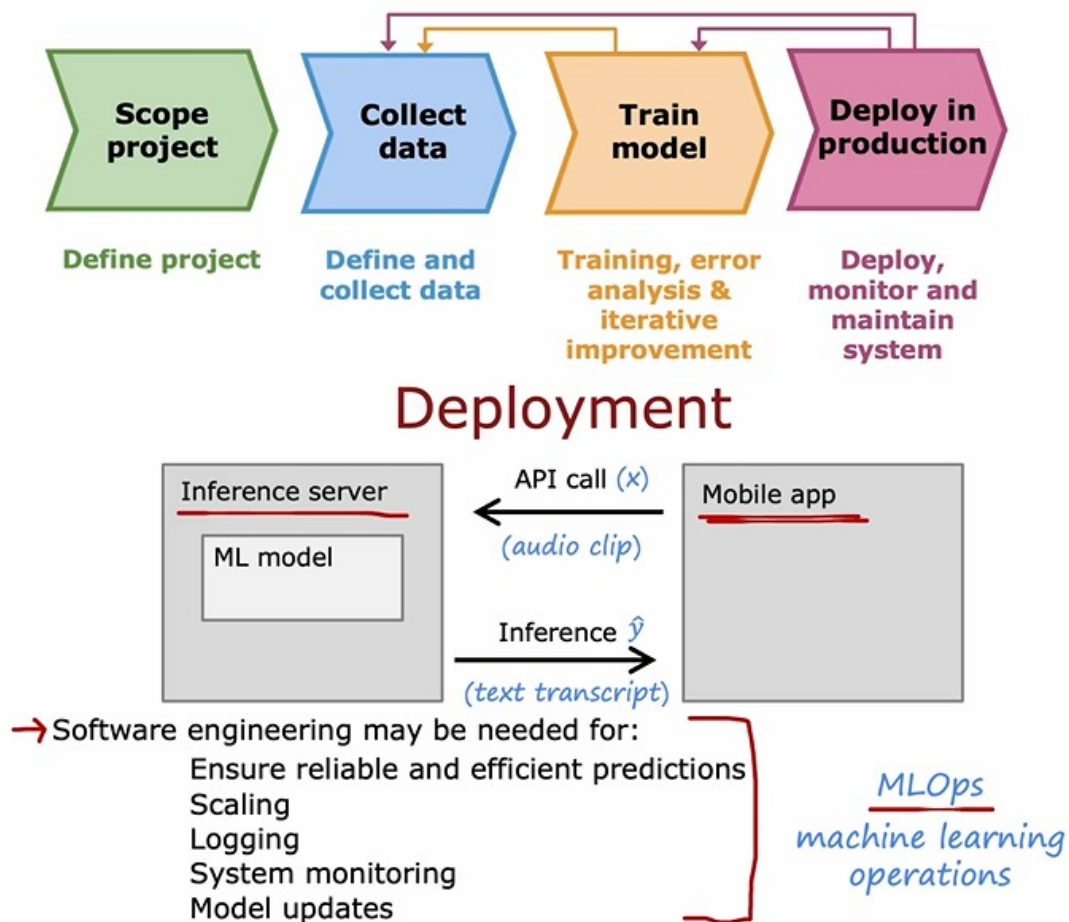 Scope
project
Collect
data
Train
model
Deploy in
production
Define project
Define and
collect data
Training, error
analysis &
iterative
improvement
Deploy,
monitor and
maintain
system
Deployment
Inference server
ML model
API call (x)
(audio clip)
Inference ŷ
(text transcript)
Mobile app
Software engineering may be needed for:
Ensure reliable and efficient predictions
Scaling
Logging
System monitoring
Model updates
MLOps
machine learning
operations